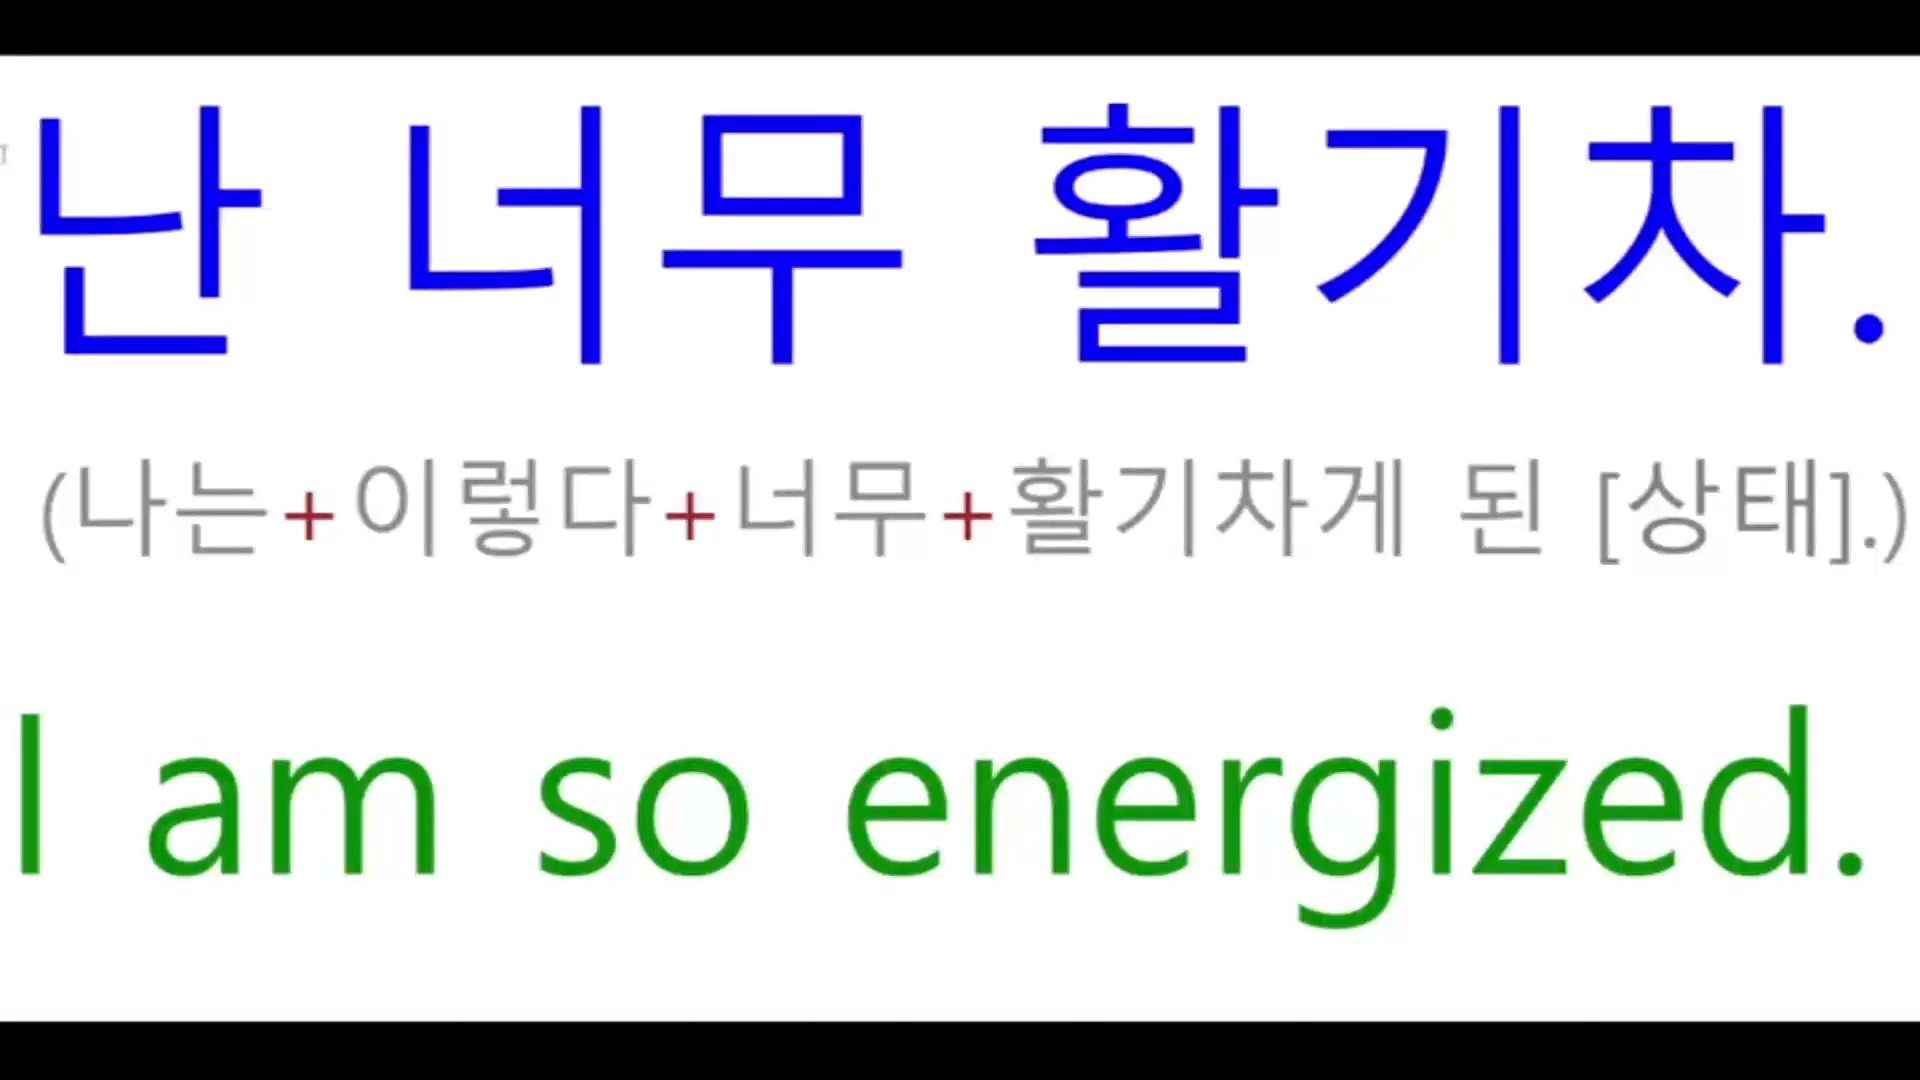 난 너무 활기차.
(나는+이렇다+너무+활기차게 된 [상태].)
I am so energized.